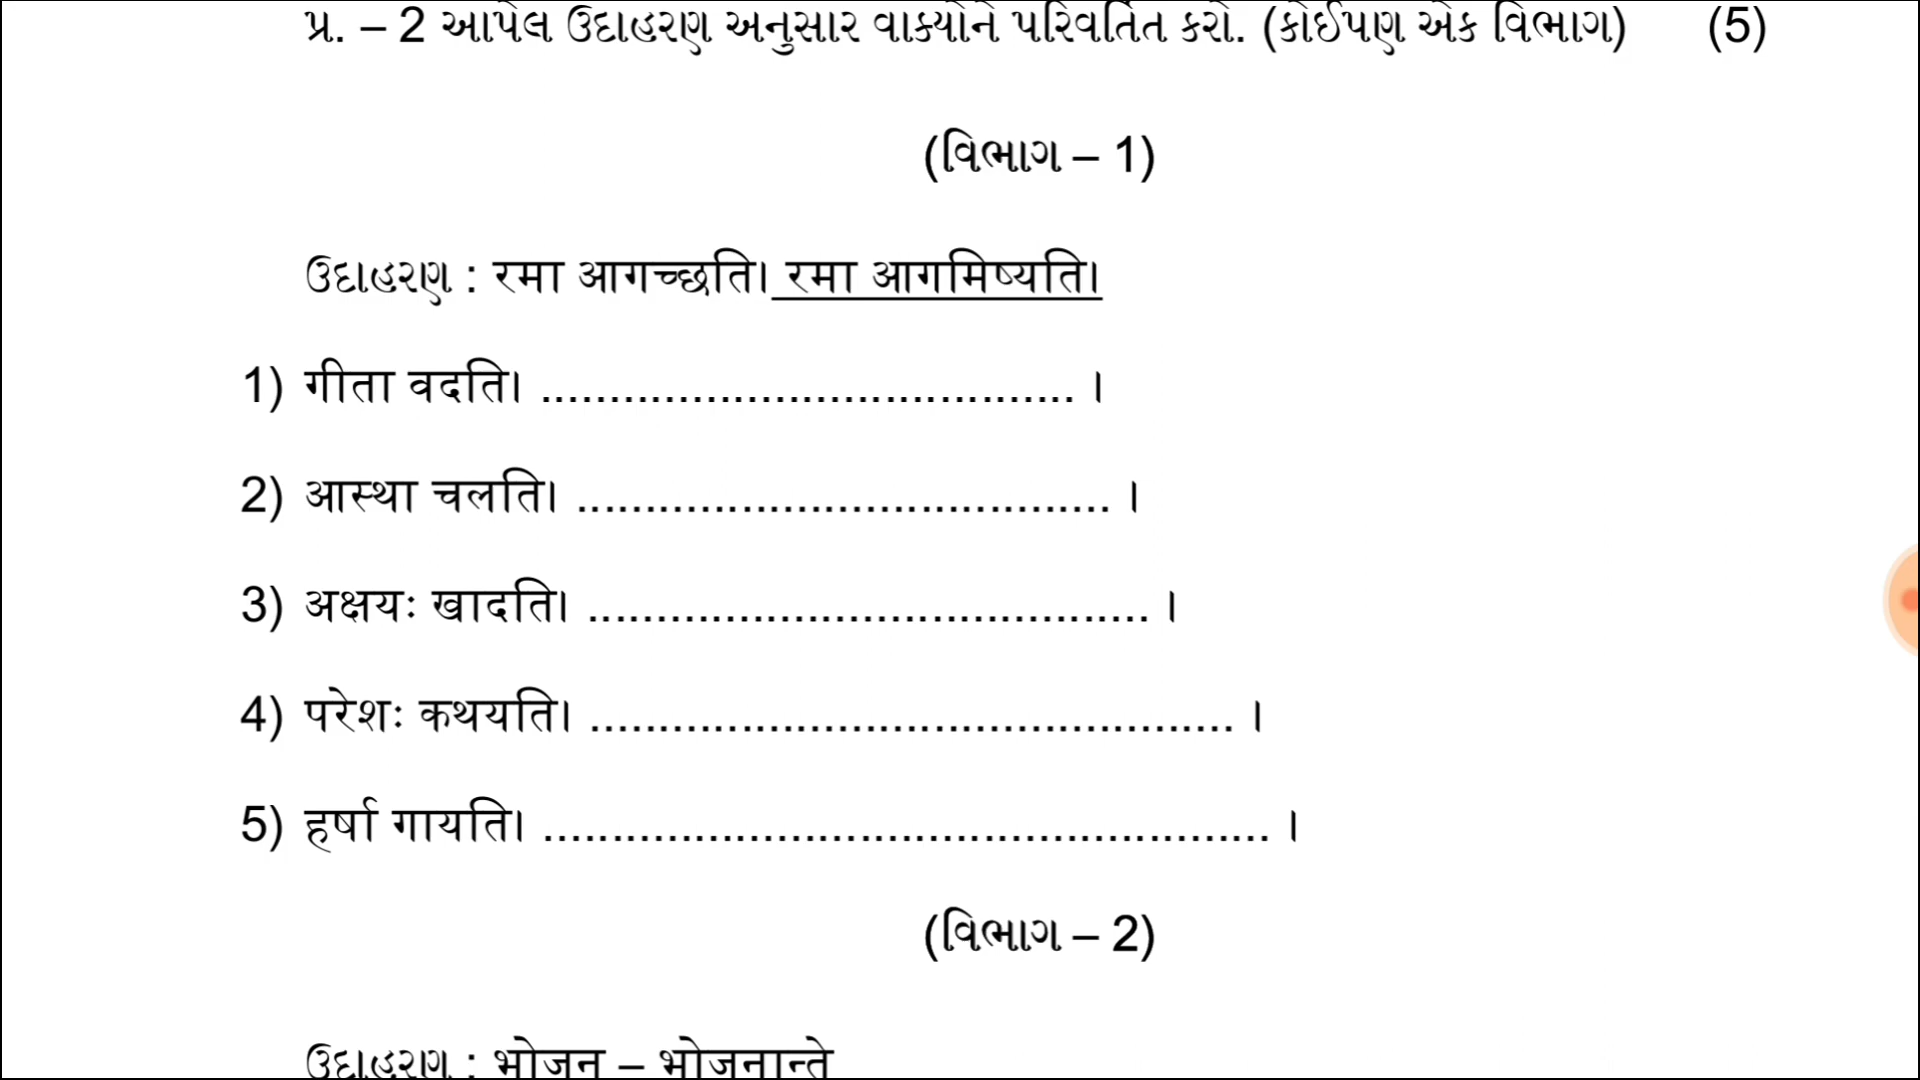 પ્ર. – 2 આપેલ ઉદાહરણ અનુસાર વાક્યોને પરિવર્તિત કરો. (કોઈપણ એક વિભાગ) (5)
(વિભાગ – 1)
ઉદાહરણ : रमा आगच्छति। रमा आगमिष्यति।
1) गीता वदति। ....................................... ।
2) आस्था चलति। ....................................... ।
3) अक्षयः खादति। ......................................... ।
4) परेशः कथयति। ............................................... ।
5) हर्षा गायति। ..................................................... ।
(વિભાગ – 2)
ઉદાહરણ : भोजन – भोजनान्ते